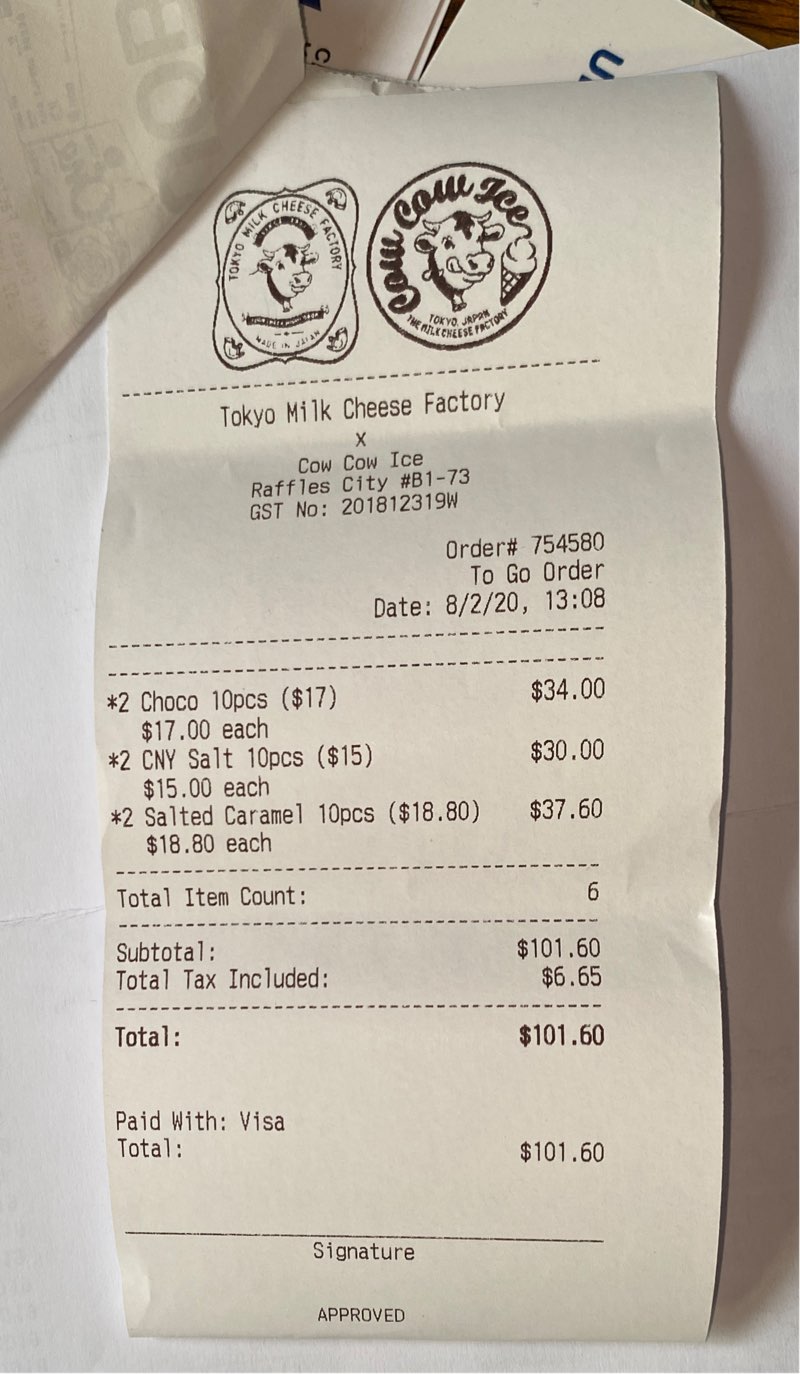 TOKYO MILK CHEESE FACTORY
MADE IN JAPAN
Cow Cow Ice
TOKYO, JAPAN
THE MILK CHEESE FACTORY
Tokyo Milk Cheese Factory
x
Cow Cow Ice
Raffles City #B1-73
GST No: 201812319W
Order# 754580
To Go Order
Date: 8/2/20, 13:08
*2 Choco 10pcs ($17) $34.00
$17.00 each
*2 CNY Salt 10pcs ($15) $30.00
$15.00 each
*2 Salted Caramel 10pcs ($18.80) $37.60
$18.80 each
Total Item Count: 6
Subtotal: $101.60
Total Tax Included: $6.65
Total: $101.60
Paid With: Visa
Total: $101.60
Signature
APPROVED